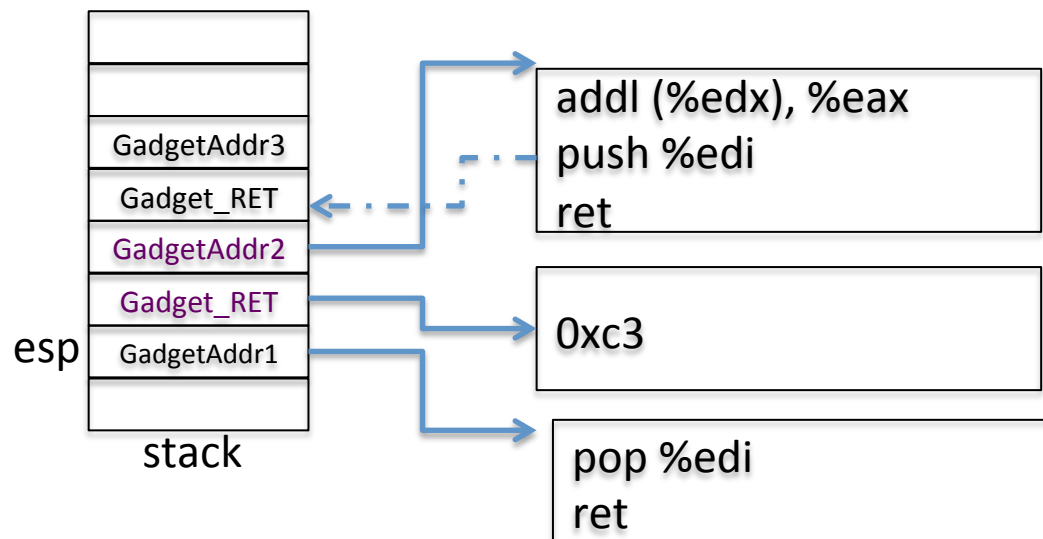 GadgetAddr3
Gadget_RET
GadgetAddr2
Gadget_RET
esp
GadgetAddr1
stack
addl (%edx), %eax
push %edi
ret
0xc3
pop %edi
ret